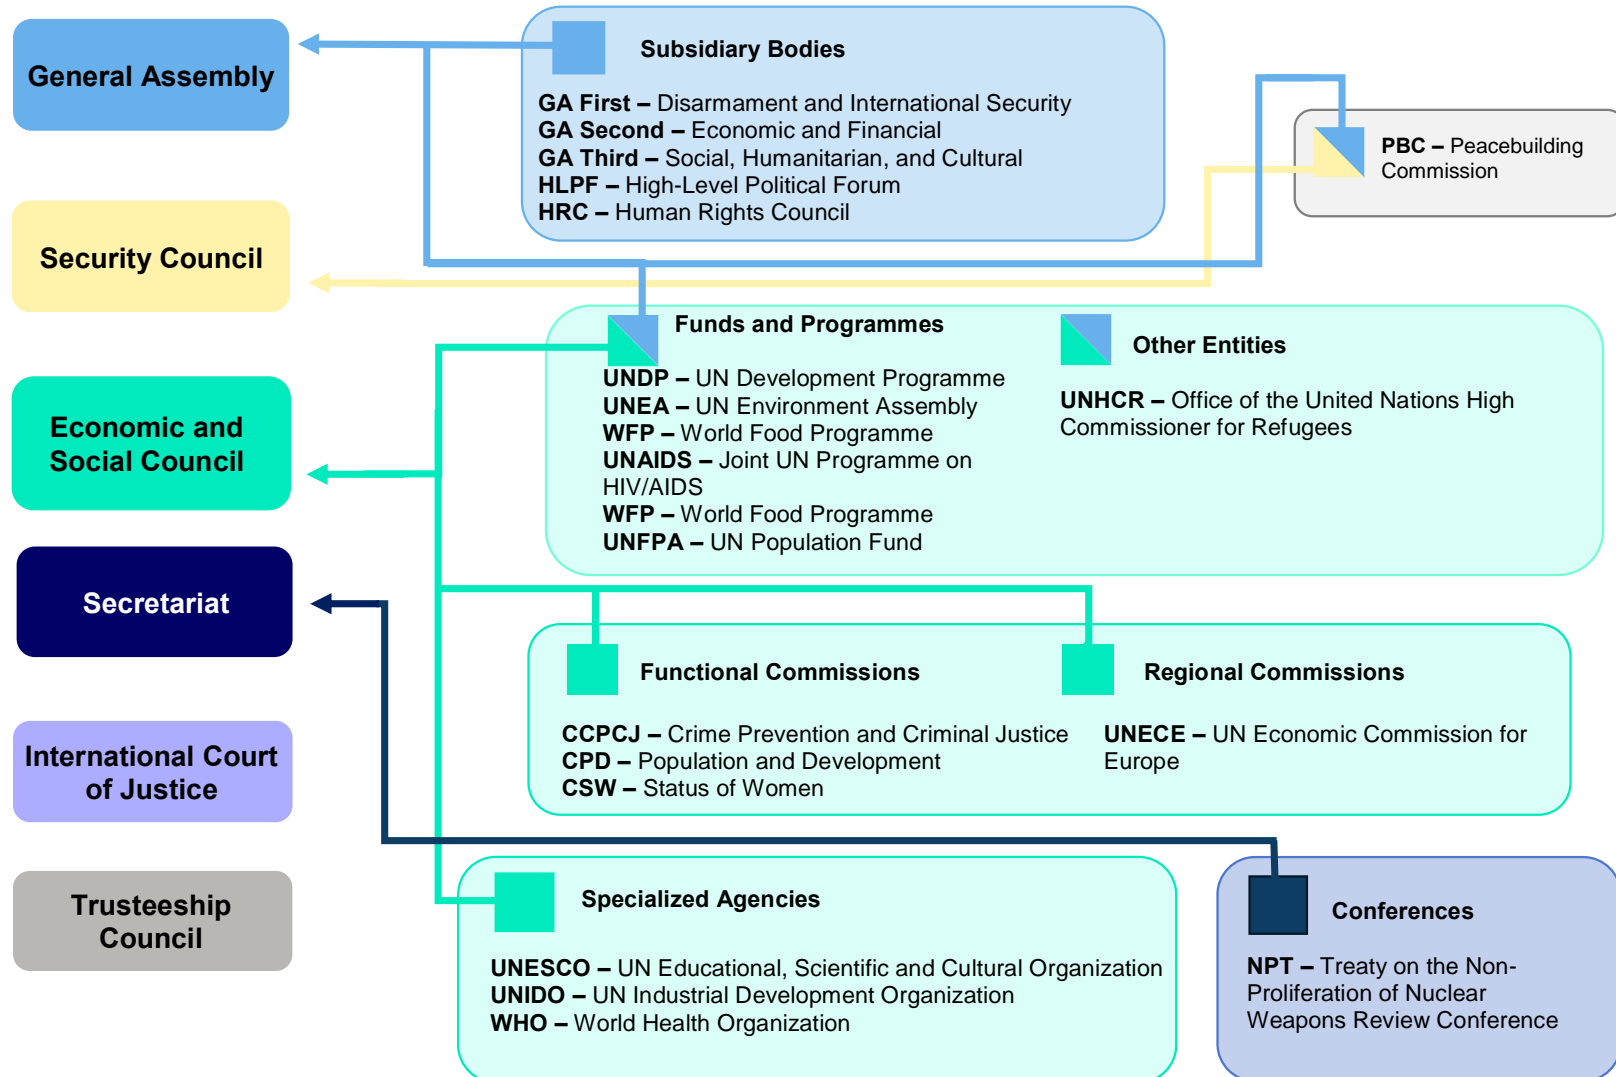 General Assembly
Security Council
Economic and
Social Council
Secretariat
International Court
of Justice
Trusteeship
Council
Subsidiary Bodies
GA First – Disarmament and International Security
GA Second – Economic and Financial
GA Third – Social, Humanitarian, and Cultural
HLPF – High-Level Political Forum
HRC – Human Rights Council
PBC – Peacebuilding
Commission
Funds and Programmes
UNDP – UN Development Programme
UNEA – UN Environment Assembly
WFP – World Food Programme
UNAIDS – Joint UN Programme on
HIV/AIDS
WFP – World Food Programme
UNFPA – UN Population Fund
Other Entities
UNHCR – Office of the United Nations High
Commissioner for Refugees
Functional Commissions
CCPCJ – Crime Prevention and Criminal Justice
CPD – Population and Development
CSW – Status of Women
Regional Commissions
UNECE – UN Economic Commission for
Europe
Specialized Agencies
UNESCO – UN Educational, Scientific and Cultural Organization
UNIDO – UN Industrial Development Organization
WHO – World Health Organization
Conferences
NPT – Treaty on the Non-
Proliferation of Nuclear
Weapons Review Conference